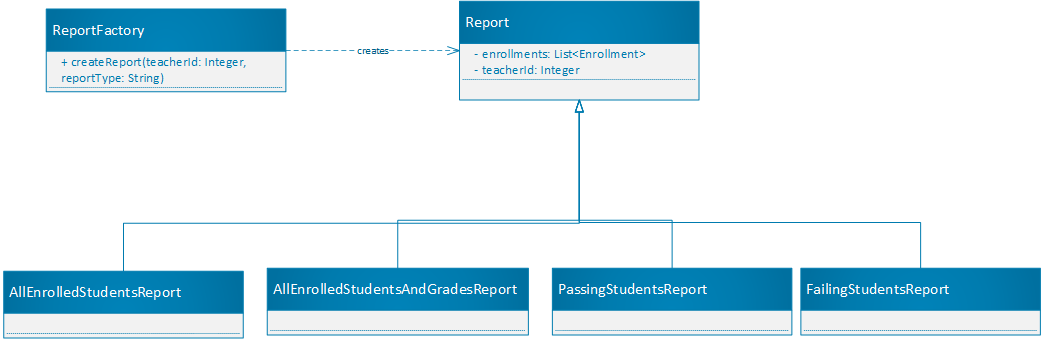 ReportFactory
+ createReport(teacherId: Integer,
reportType: String)
creates
Report
- enrollments: List<Enrollment>
- teacherId: Integer
AllEnrolledStudentsReport
AllEnrolledStudentsAndGradesReport
PassingStudentsReport
FailingStudentsReport